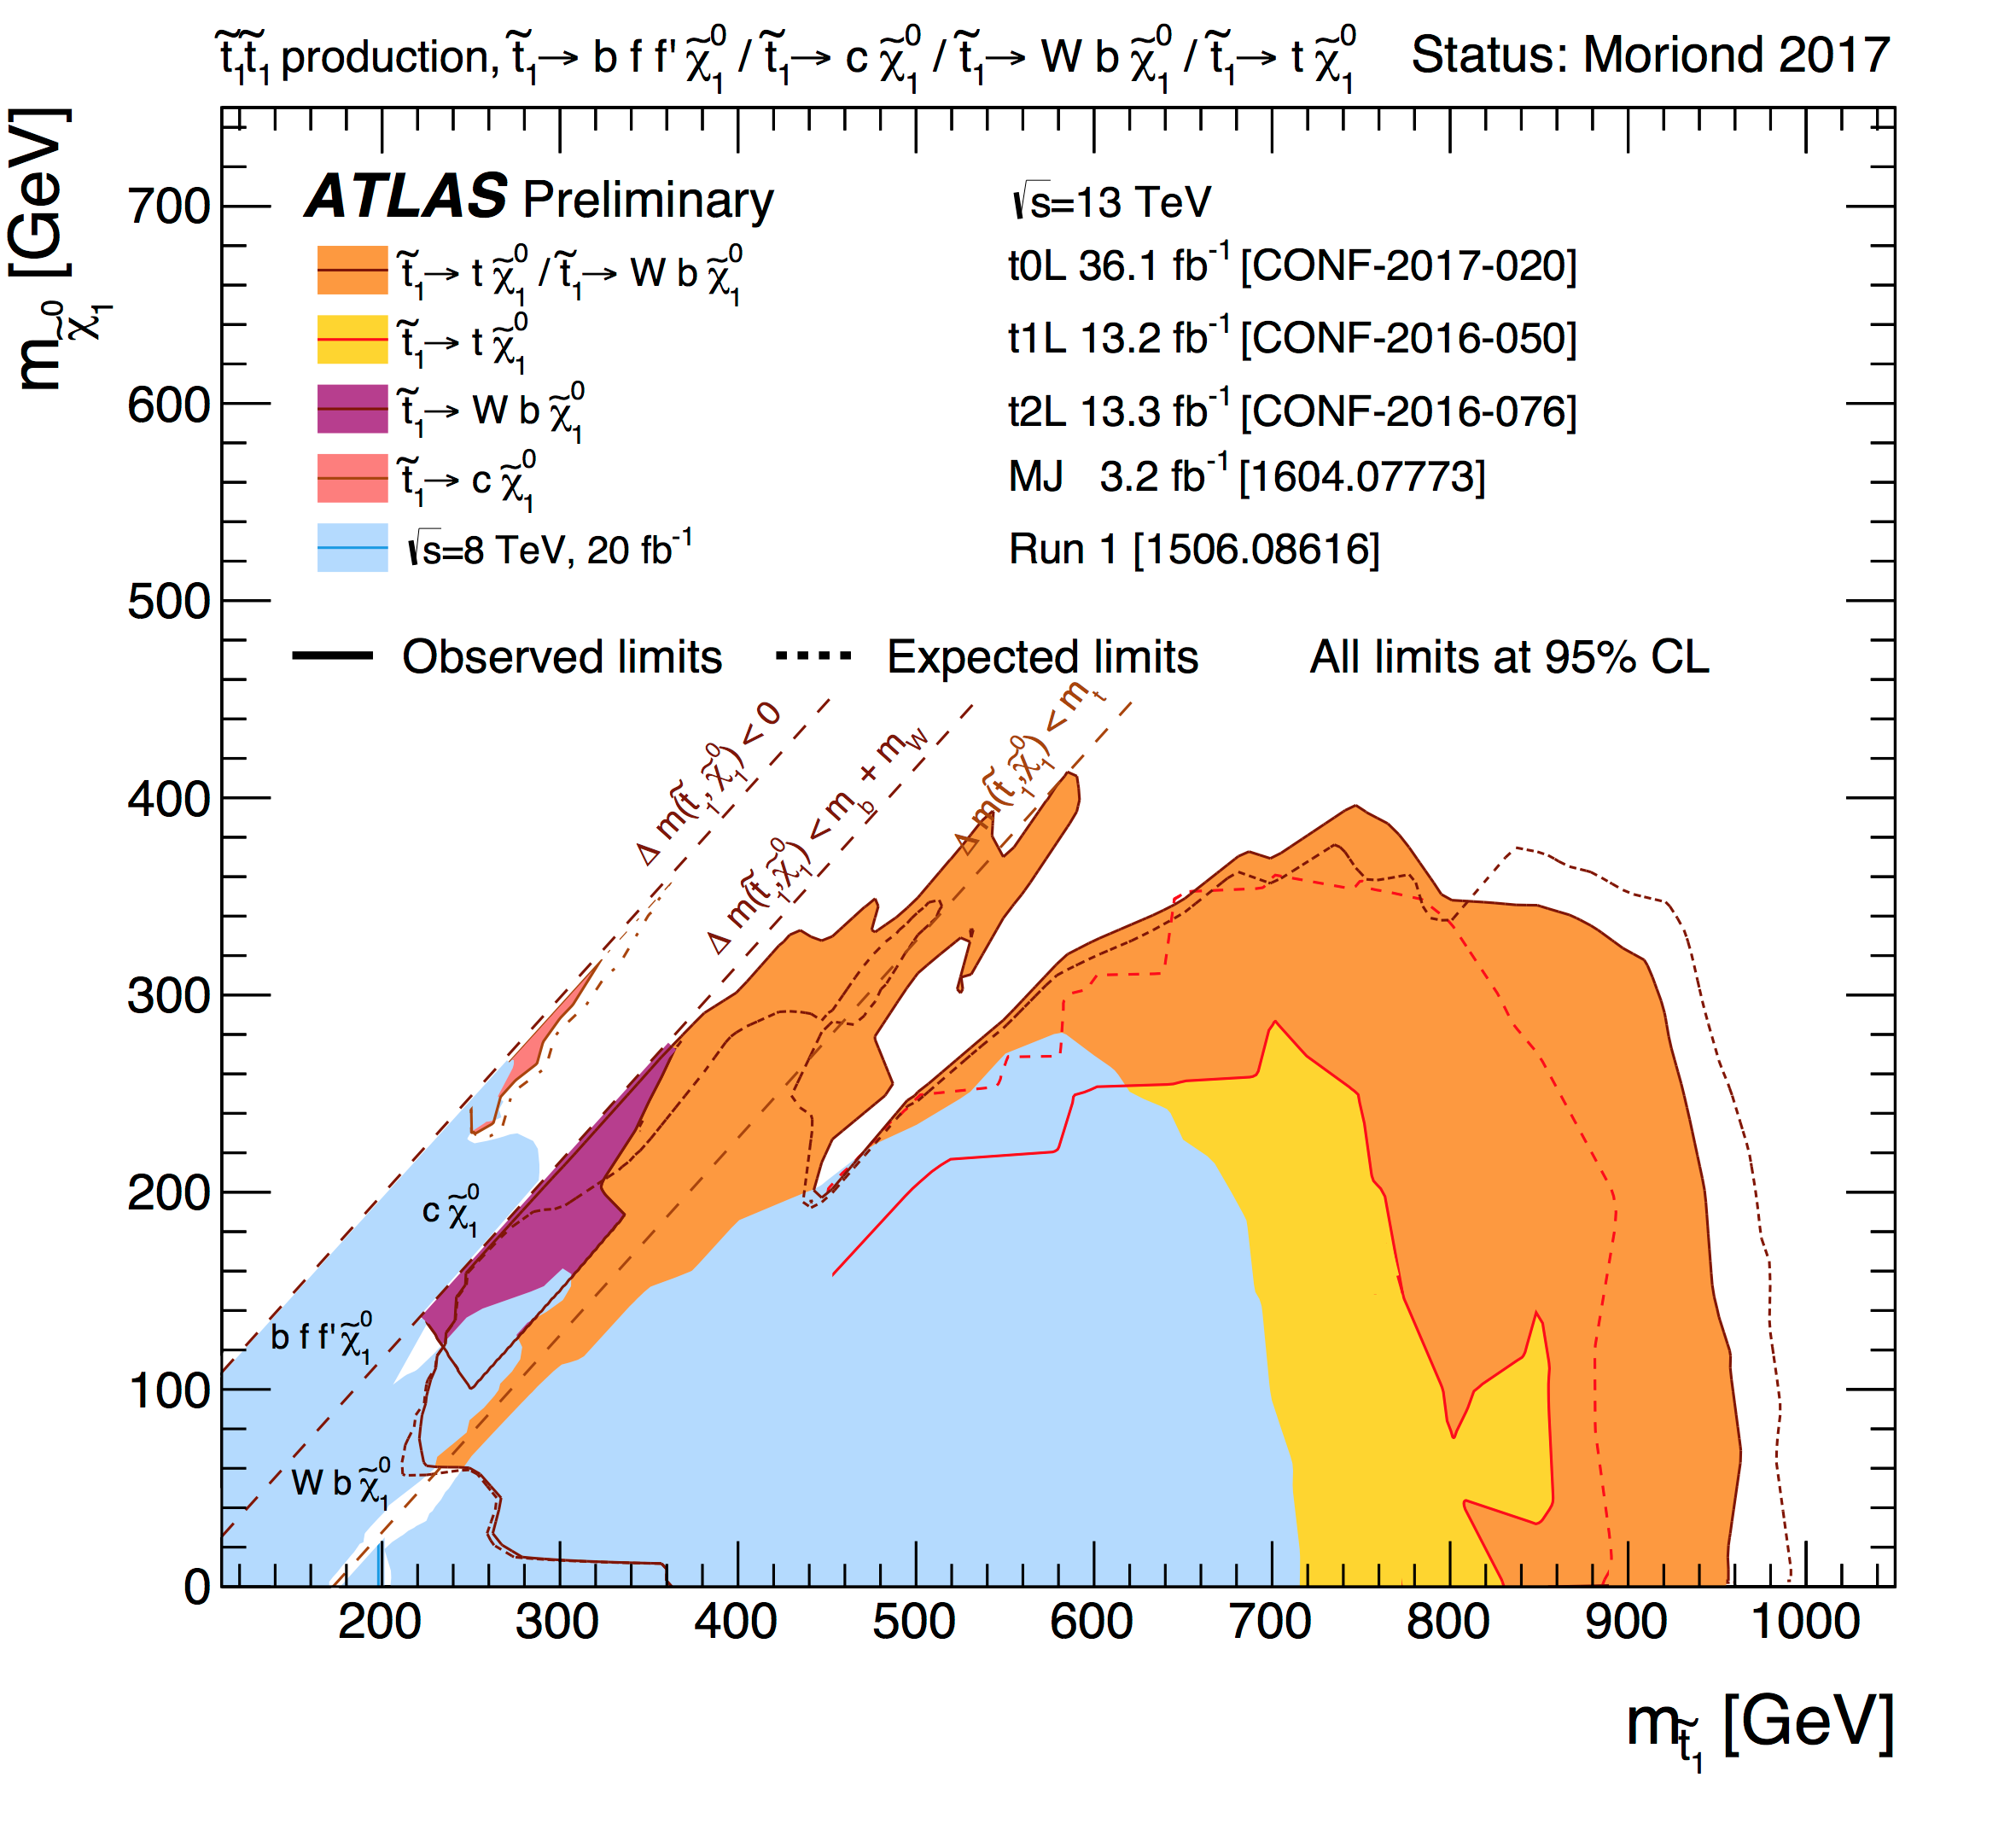 t̃₁t̃₁ production, t̃₁→ b f f' χ̃₁⁰ / t̃₁→ c χ̃₁⁰ / t̃₁→ W b χ̃₁⁰ / t̃₁→ t χ̃₁⁰ Status: Moriond 2017
m χ̃₁⁰ [GeV]
ATLAS Preliminary
t̃₁→ t χ̃₁⁰ / t̃₁→ W b χ̃₁⁰
t̃₁→ t χ̃₁⁰
t̃₁→ W b χ̃₁⁰
t̃₁→ c χ̃₁⁰
√s=8 TeV, 20 fb⁻¹
√s=13 TeV
t0L 36.1 fb⁻¹ [CONF-2017-020]
t1L 13.2 fb⁻¹ [CONF-2016-050]
t2L 13.3 fb⁻¹ [CONF-2016-076]
MJ 3.2 fb⁻¹ [1604.07773]
Run 1 [1506.08616]
Observed limits
Expected limits
All limits at 95% CL
Δ m(t̃₁,χ̃₁⁰) < 0
Δ m(t̃₁,χ̃₁⁰) < m_b + m_W
Δ m(t̃₁,χ̃₁⁰) < m_t
c χ̃₁⁰
b f f' χ̃₁⁰
W b χ̃₁⁰
700
600
500
400
300
200
100
0
200 300 400 500 600 700 800 900 1000
m t̃₁ [GeV]